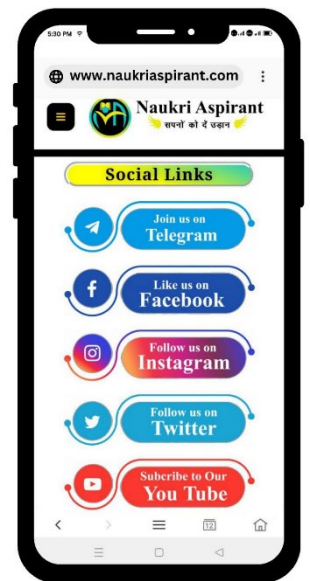 5:30 PM
www.naukriaspirant.com
Naukri Aspirant
सपनों को दें उड़ान
Social Links
Join us on
Telegram
Like us on
Facebook
Follow us on
Instagram
Follow us on
Twitter
Subcribe to Our
You Tube
12